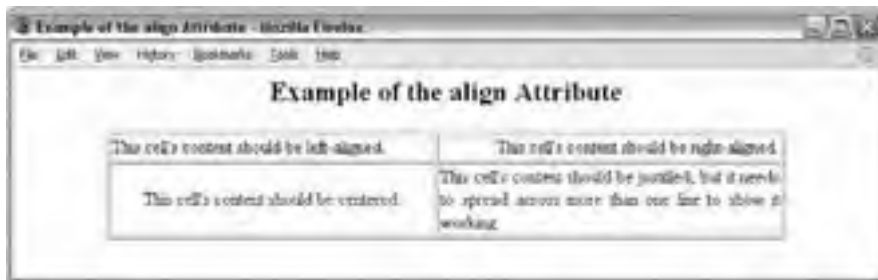 Example of the align Attribute - Mozilla Firefox
File Edit View History Bookmarks Tools Help
Example of the align Attribute
This cell's content should be left-aligned.
This cell's content should be right-aligned.
This cell's content should be centered.
This cell's content should be justified, but it needs
to spread across more than one line to show it
working.